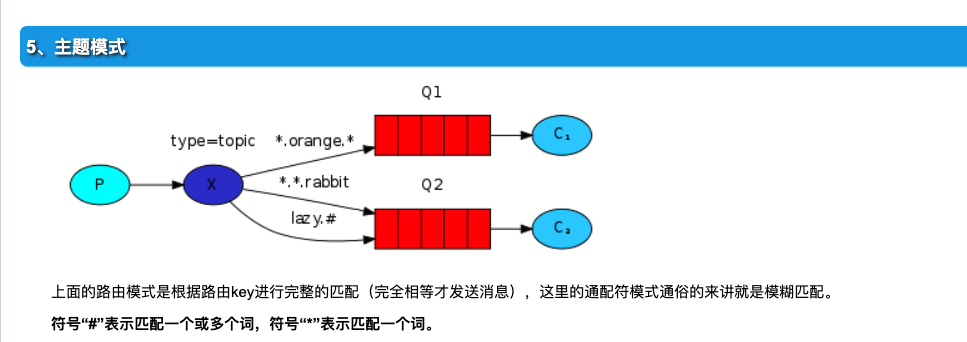 5、主题模式
Q1
type=topic
*.orange.*
C₁
P
X
*.*.rabbit
Q2
lazy.#
C₂
上面的路由模式是根据路由key进行完整的匹配（完全相等才发送消息），这里的通配符模式通俗的来讲就是模糊匹配。
符号“#”表示匹配一个或多个词，符号“*”表示匹配一个词。